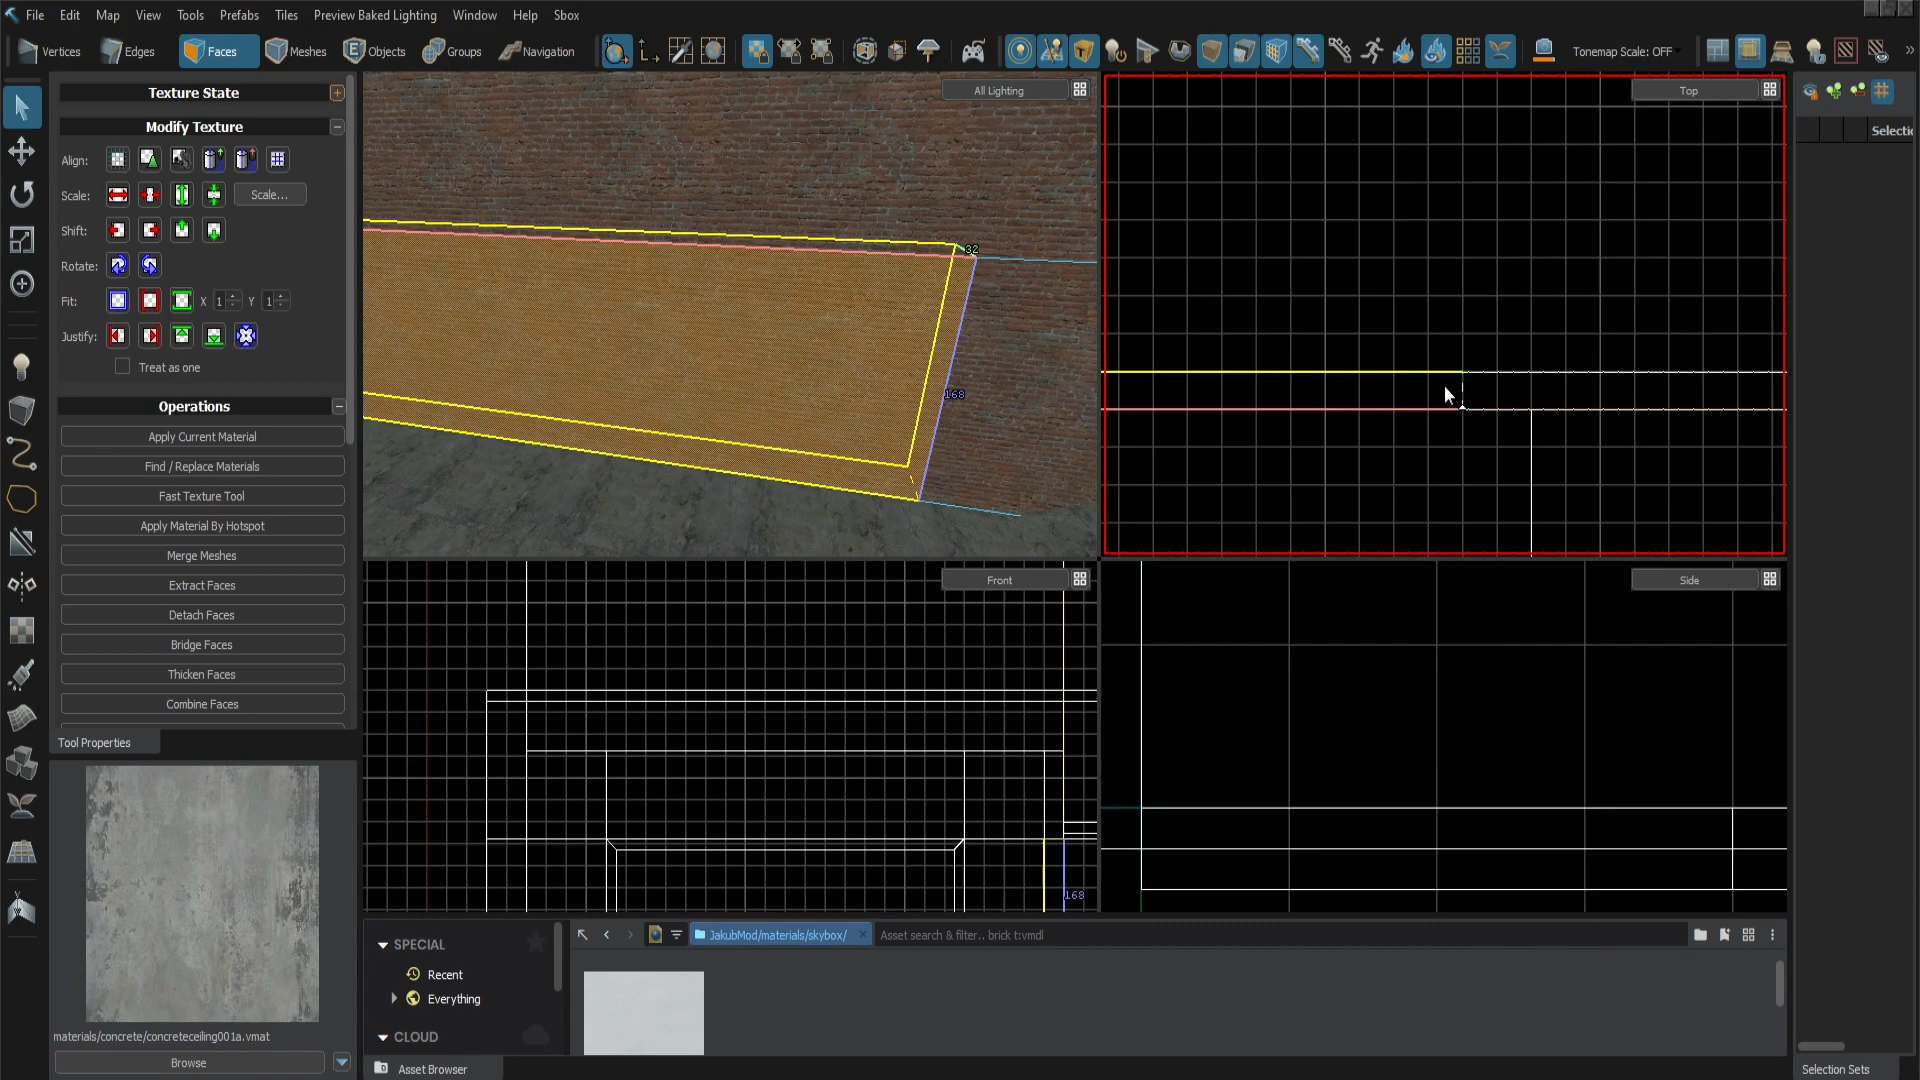 File Edit Map View Tools Prefabs Tiles Preview Baked Lighting Window Help Sbox
Vertices Edges Faces Meshes Objects Groups Navigation Tonemap Scale: OFF
Texture State
Modify Texture
Align:
Scale: Scale...
Shift:
Rotate:
Fit: X 1 Y 1
Justify:
Treat as one
Operations
Apply Current Material
Find / Replace Materials
Fast Texture Tool
Apply Material By Hotspot
Merge Meshes
Extract Faces
Detach Faces
Bridge Faces
Thicken Faces
Combine Faces
Tool Properties
materials/concrete/concreteceiling001a.vmat
Browse
All Lighting
32
168
Top
Front
168
Side
Selectio
SPECIAL
Recent
Everything
CLOUD
JakubMod/materials/skybox/ Asset search & filter.. brick t:vmdl
Asset Browser
Selection Sets